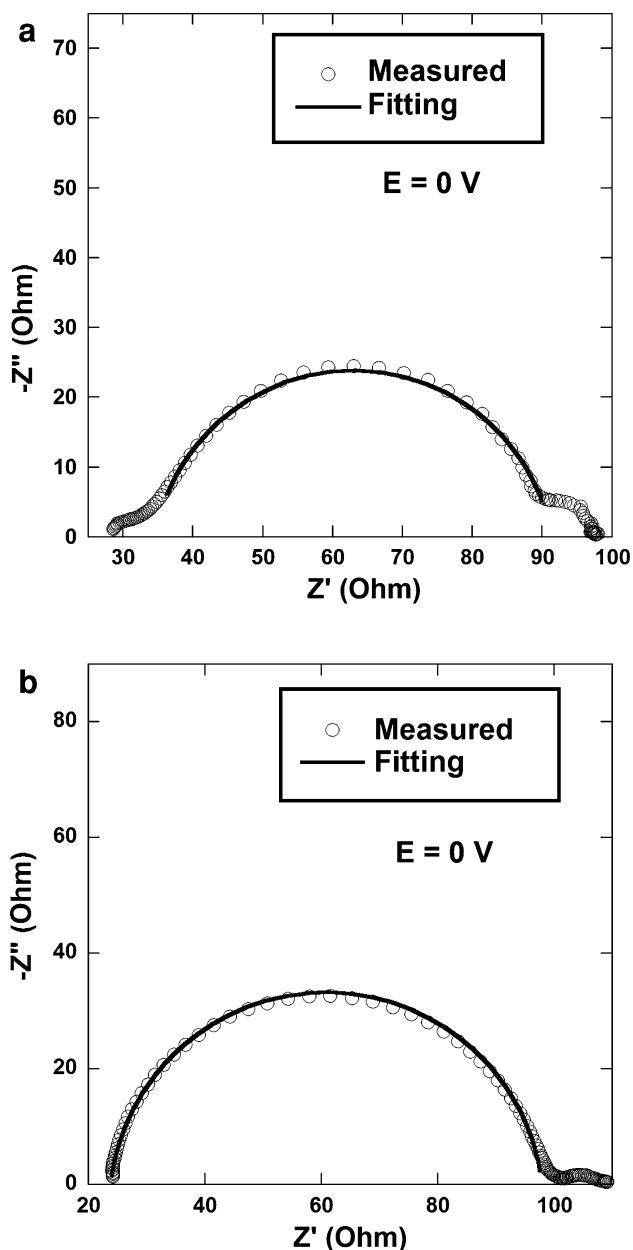 a
Measured
Fitting
E = 0 V
70
60
50
40
30
20
10
0
-Z" (Ohm)
30 40 50 60 70 80 90 100
Z' (Ohm)
b
Measured
Fitting
E = 0 V
80
60
40
20
0
-Z" (Ohm)
20 40 60 80 100
Z' (Ohm)